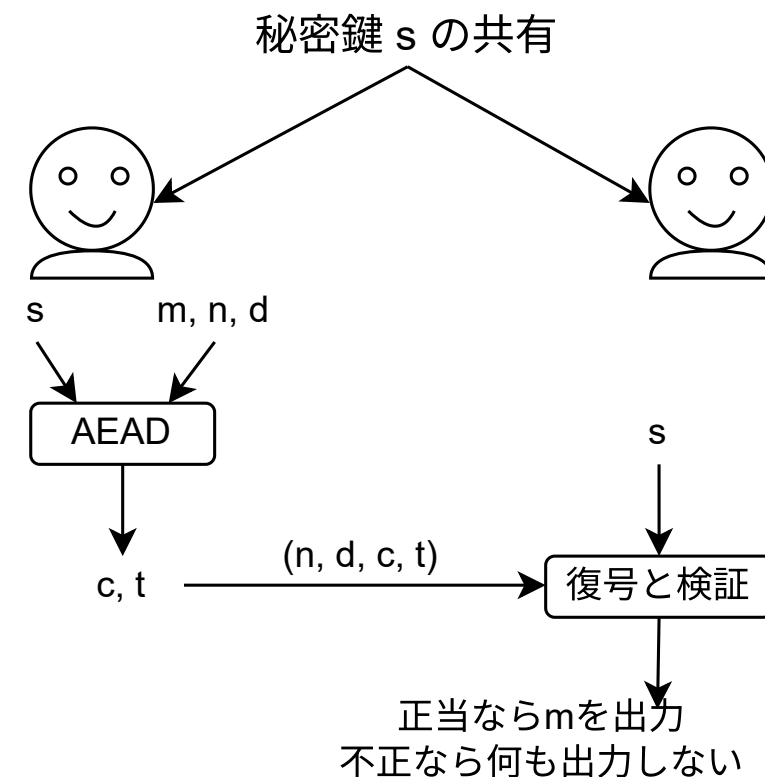 秘密鍵 s の共有
s
m, n, d
AEAD
s
c, t
(n, d, c, t)
復号と検証
正当ならmを出力
不正なら何も出力しない